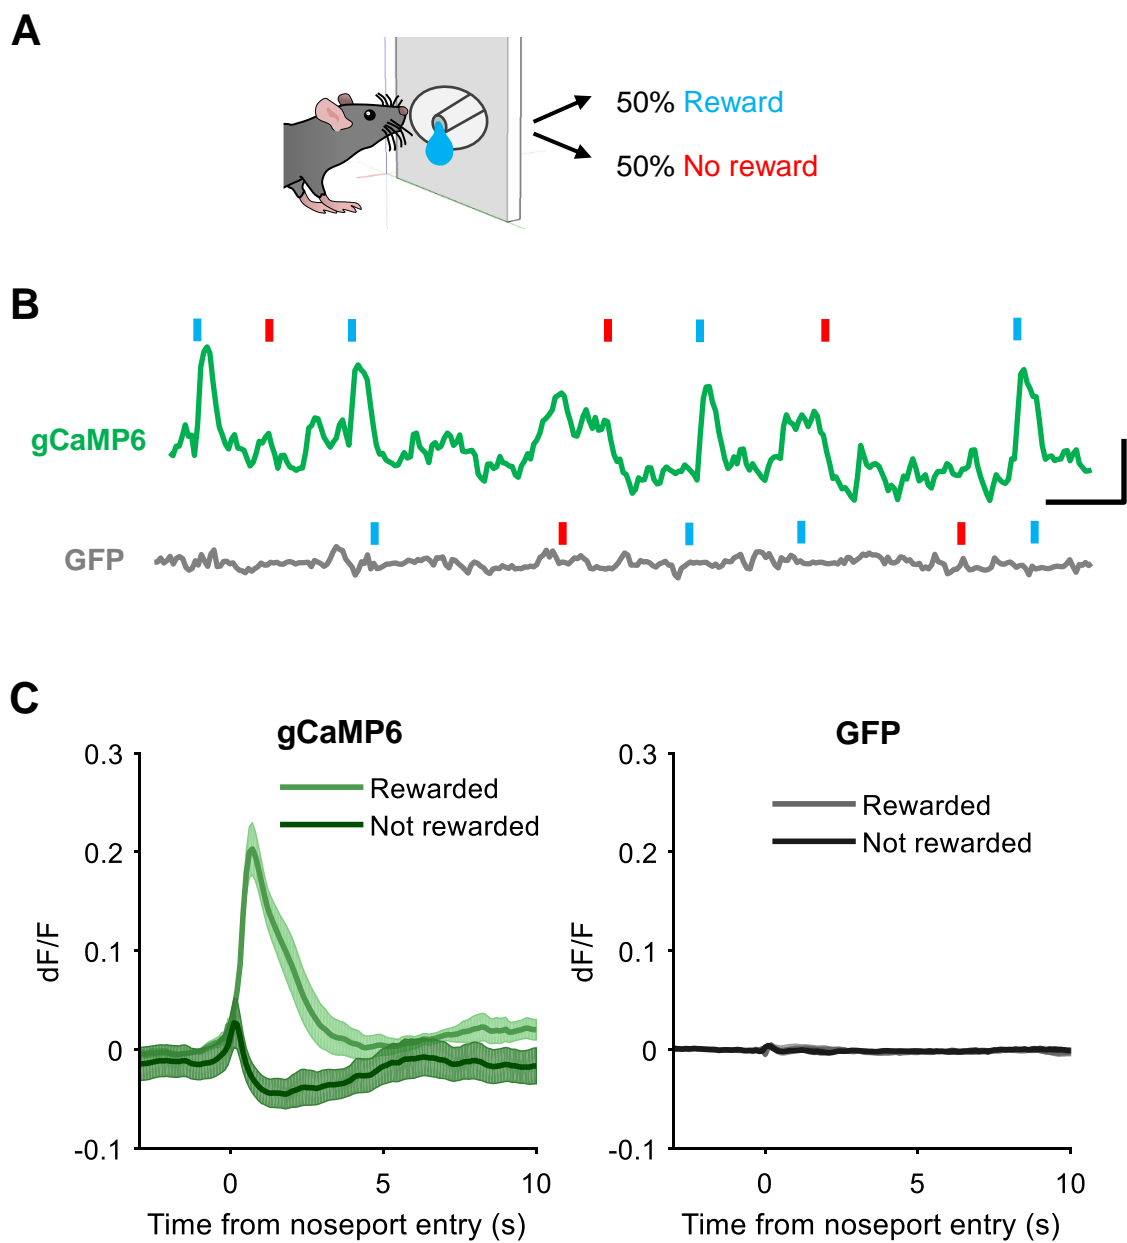 A
50% Reward
50% No reward
B
gCaMP6
GFP
C
gCaMP6
0.3
Rewarded
Not rewarded
0.2
0.1
0
-0.1
dF/F
0 5 10
Time from noseport entry (s)
GFP
0.3
Rewarded
Not rewarded
0.2
0.1
0
-0.1
dF/F
0 5 10
Time from noseport entry (s)